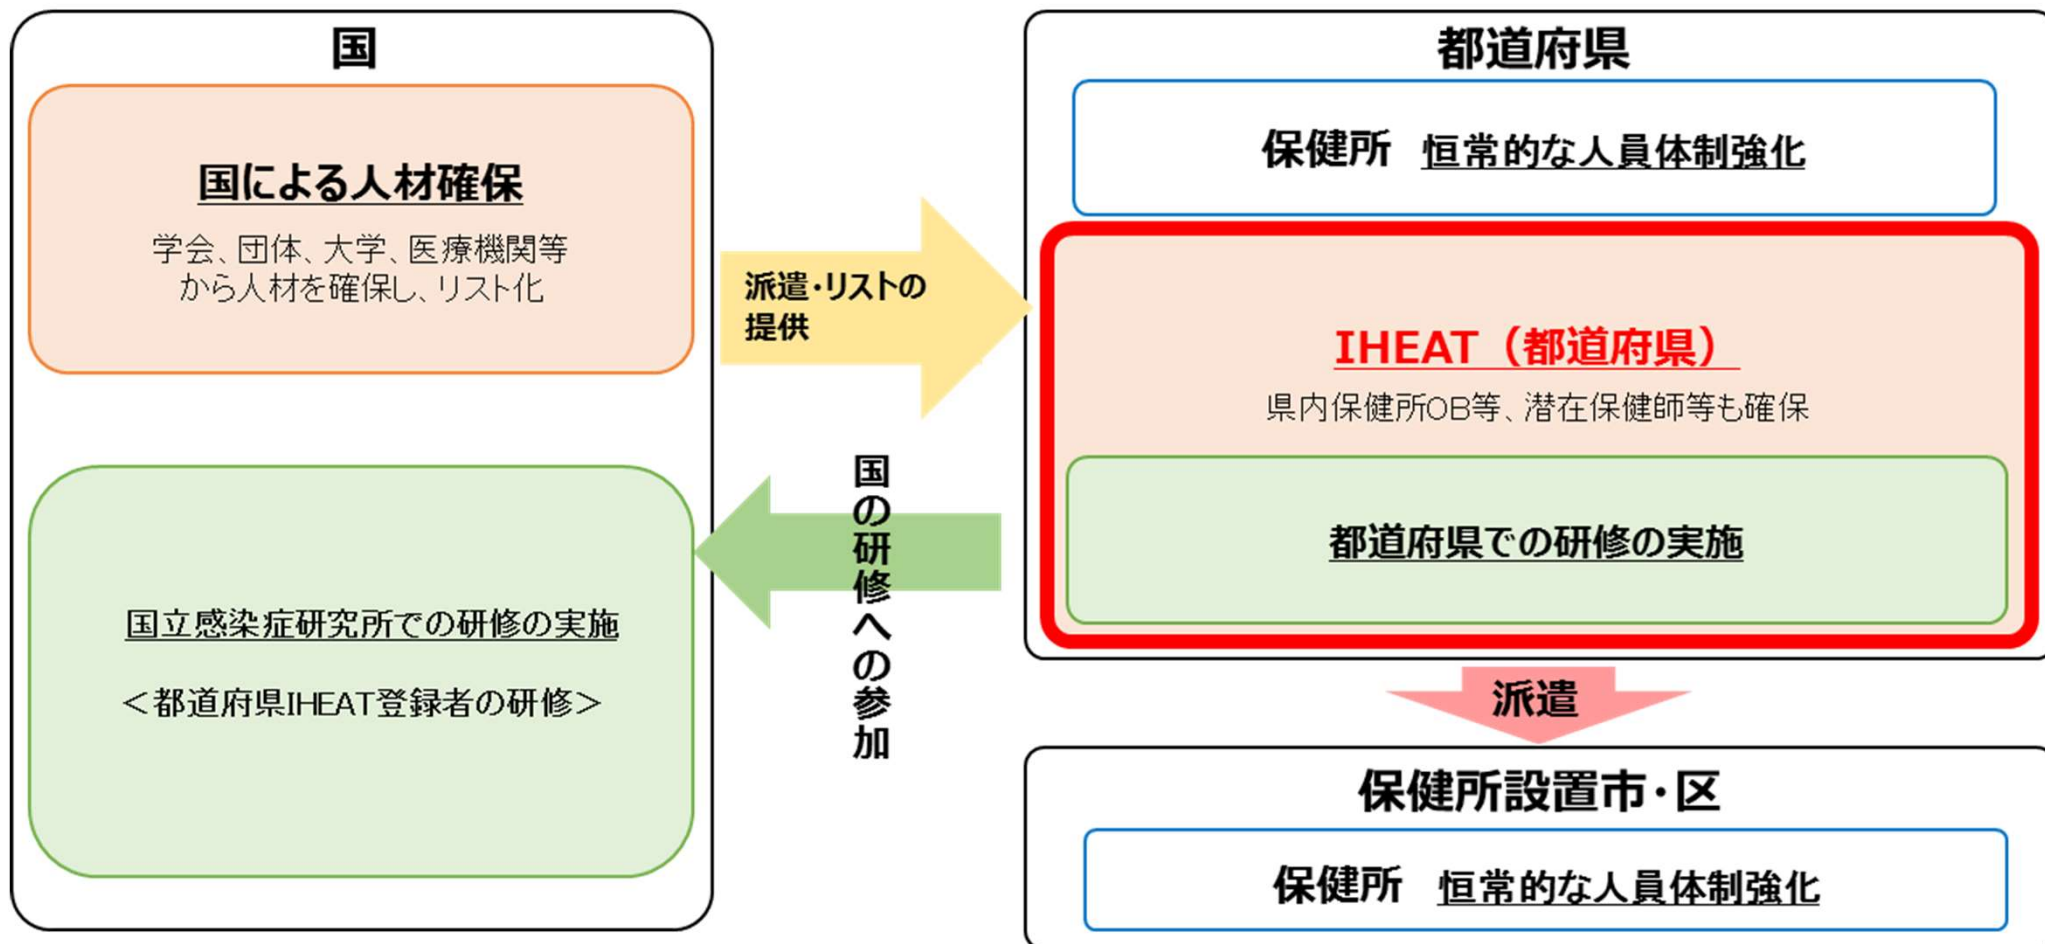 国
国による人材確保
学会、団体、大学、医療機関等
から人材を確保し、リスト化
国立感染症研究所での研修の実施
＜都道府県IHEAT登録者の研修＞
派遣・リストの
提供
国の研修への参加
都道府県
保健所 恒常的な人員体制強化
IHEAT（都道府県）
県内保健所OB等、潜在保健師等も確保
都道府県での研修の実施
派遣
保健所設置市・区
保健所 恒常的な人員体制強化